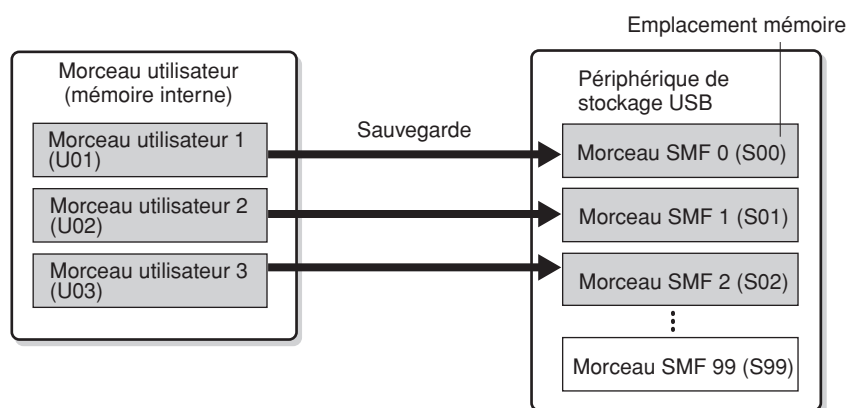 Emplacement mémoire
Morceau utilisateur
(mémoire interne)
Morceau utilisateur 1
(U01)
Morceau utilisateur 2
(U02)
Morceau utilisateur 3
(U03)
Sauvegarde
Périphérique de
stockage USB
Morceau SMF 0 (S00)
Morceau SMF 1 (S01)
Morceau SMF 2 (S02)
Morceau SMF 99 (S99)